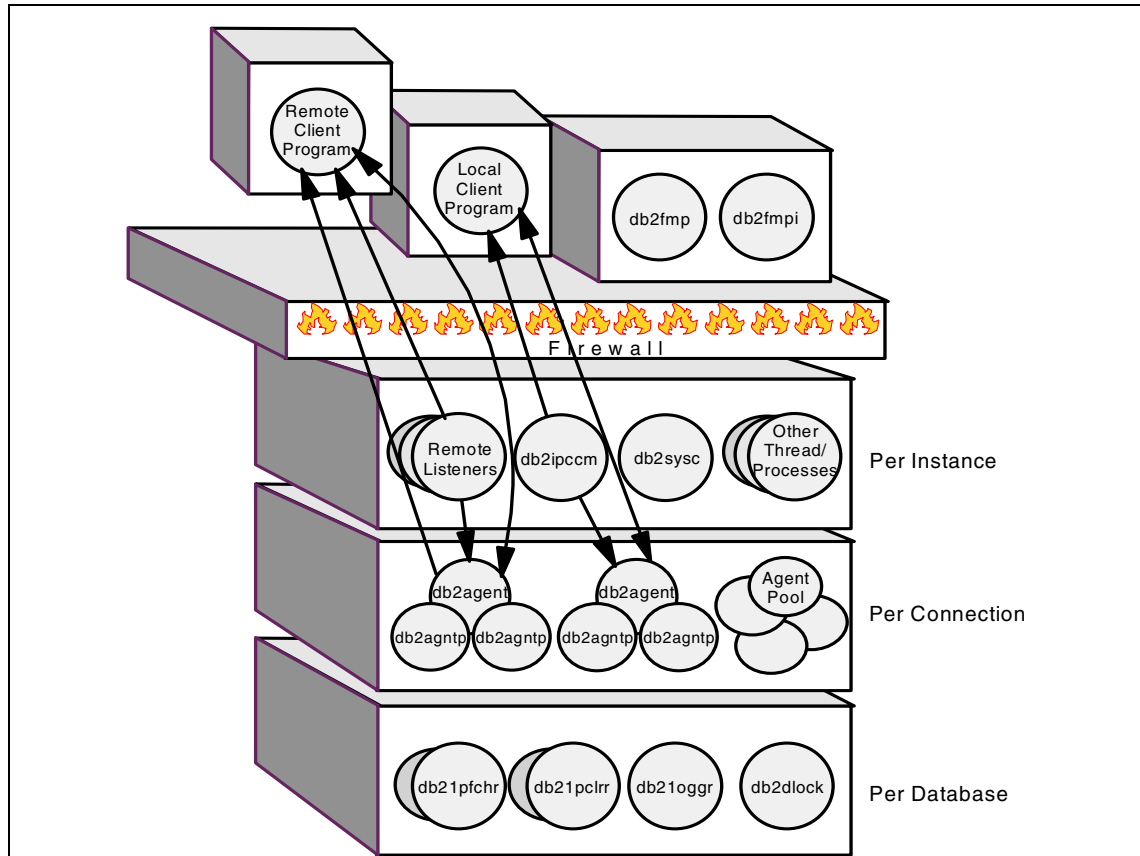 Remote
Client
Program
Local
Client
Program
db2fmp
db2fmpi
Firewall
Remote
Listeners
db2ipccm
db2sysc
Other
Thread/
Processes
Per Instance
db2agent
db2agntp
db2agntp
db2agent
db2agntp
db2agntp
Agent
Pool
Per Connection
db21pfchr
db21pclrr
db21oggr
db2dlock
Per Database